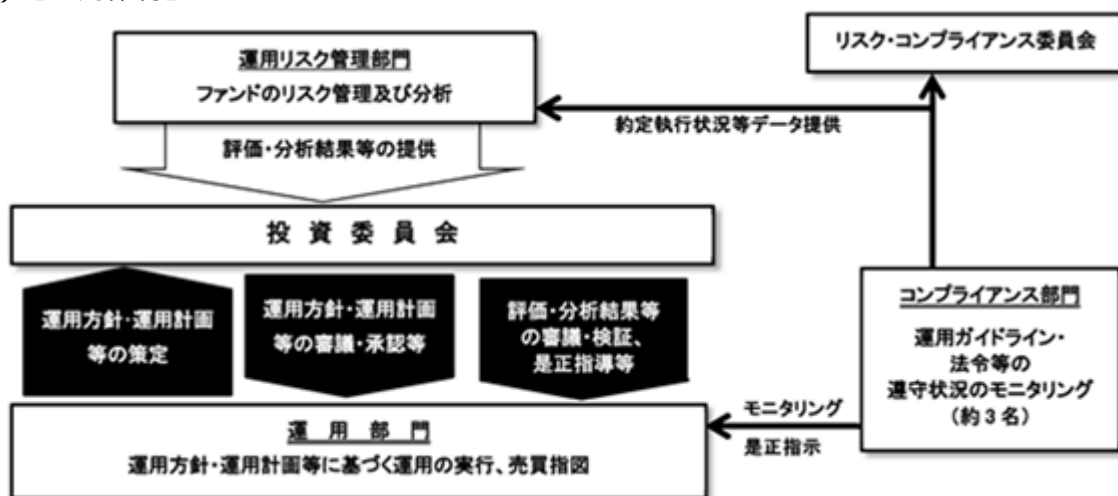 運用リスク管理部門
ファンドのリスク管理及び分析
リスク・コンプライアンス委員会
約定執行状況等データ提供
評価・分析結果等の提供
投資委員会
運用方針・運用計画
等の策定
運用方針・運用計画
等の審議・承認等
評価・分析結果等
の審議・検証、
是正指導等
コンプライアンス部門
運用ガイドライン・
法令等の
遵守状況のモニタリング
(約3名)
モニタリング
是正指示
運用部門
運用方針・運用計画等に基づく運用の実行、売買指図